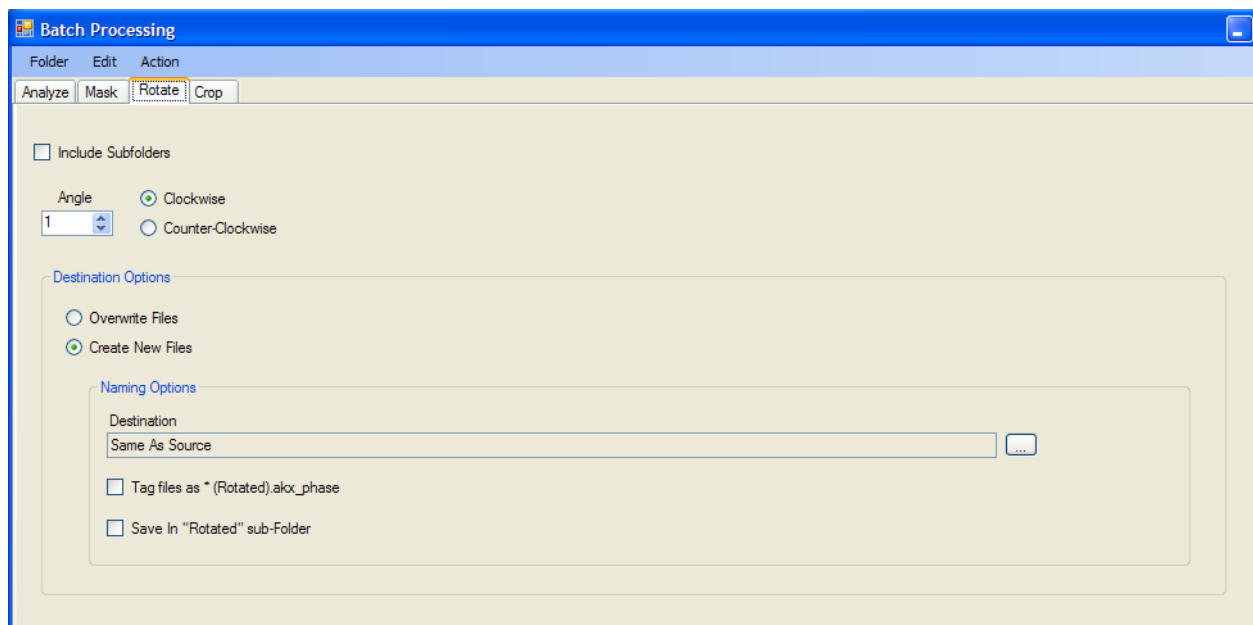 Batch Processing
Folder Edit Action
Analyze Mask Rotate Crop
Include Subfolders
Angle
Clockwise
1
Counter-Clockwise
Destination Options
Overwrite Files
Create New Files
Naming Options
Destination
Same As Source
...
Tag files as * (Rotated).akx_phase
Save In "Rotated" sub-Folder